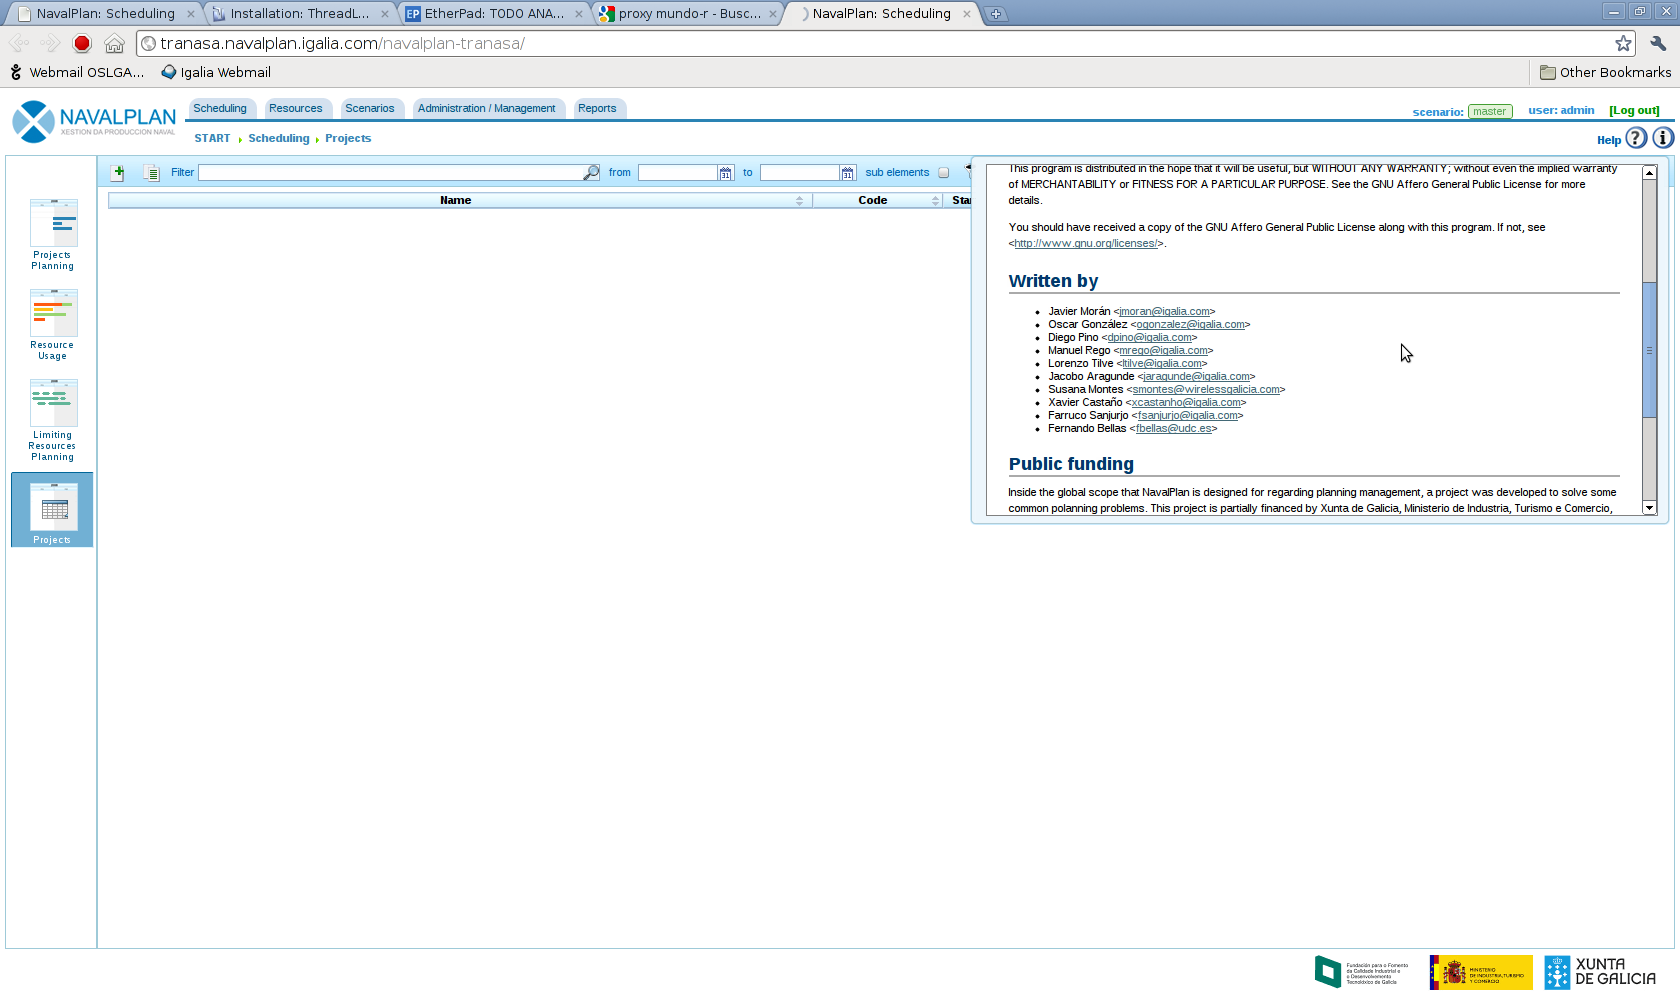 NavalPlan: Scheduling
Installation: ThreadL...
EtherPad: TODO ANA...
proxy mundo-r - Busc...
NavalPlan: Scheduling
tranasa.navalplan.igalia.com/navalplan-tranasa/
Webmail OSLGA...
Igalia Webmail
Other Bookmarks
NAVALPLAN
XESTION DA PRODUCCION NAVAL
Scheduling
Resources
Scenarios
Administration / Management
Reports
scenario: master
user: admin
[Log out]
START Scheduling Projects
Help
Filter
from
31
to
31
sub elements
Name
Code
Sta
Projects
Planning
Resource
Usage
Limiting
Resources
Planning
Projects
This program is distributed in the hope that it will be useful, but WITHOUT ANY WARRANTY; without even the implied warranty
of MERCHANTABILITY or FITNESS FOR A PARTICULAR PURPOSE. See the GNU Affero General Public License for more
details.
You should have received a copy of the GNU Affero General Public License along with this program. If not, see
<http://www.gnu.org/licenses/>.
Written by
Javier Morán <jmoran@igalia.com>
Oscar González <ogonzalez@igalia.com>
Diego Pino <dpino@igalia.com>
Manuel Rego <mrego@igalia.com>
Lorenzo Tilve <ltilve@igalia.com>
Jacobo Aragunde <jaragunde@igalia.com>
Susana Montes <smontes@wirelessgalicia.com>
Xavier Castaño <xcastanho@igalia.com>
Farruco Sanjurjo <fsanjurjo@igalia.com>
Fernando Bellas <fbellas@udc.es>
Public funding
Inside the global scope that NavalPlan is designed for regarding planning management, a project was developed to solve some
common polanning problems. This project is partially financed by Xunta de Galicia, Ministerio de Industria, Turismo e Comercio,
Fundación para o Fomento
da Calidade Industrial e
o Desenvolvemento
Tecnolóxico de Galicia
MINISTERIO
DE INDUSTRIA, TURISMO
Y COMERCIO
XUNTA
DE GALICIA